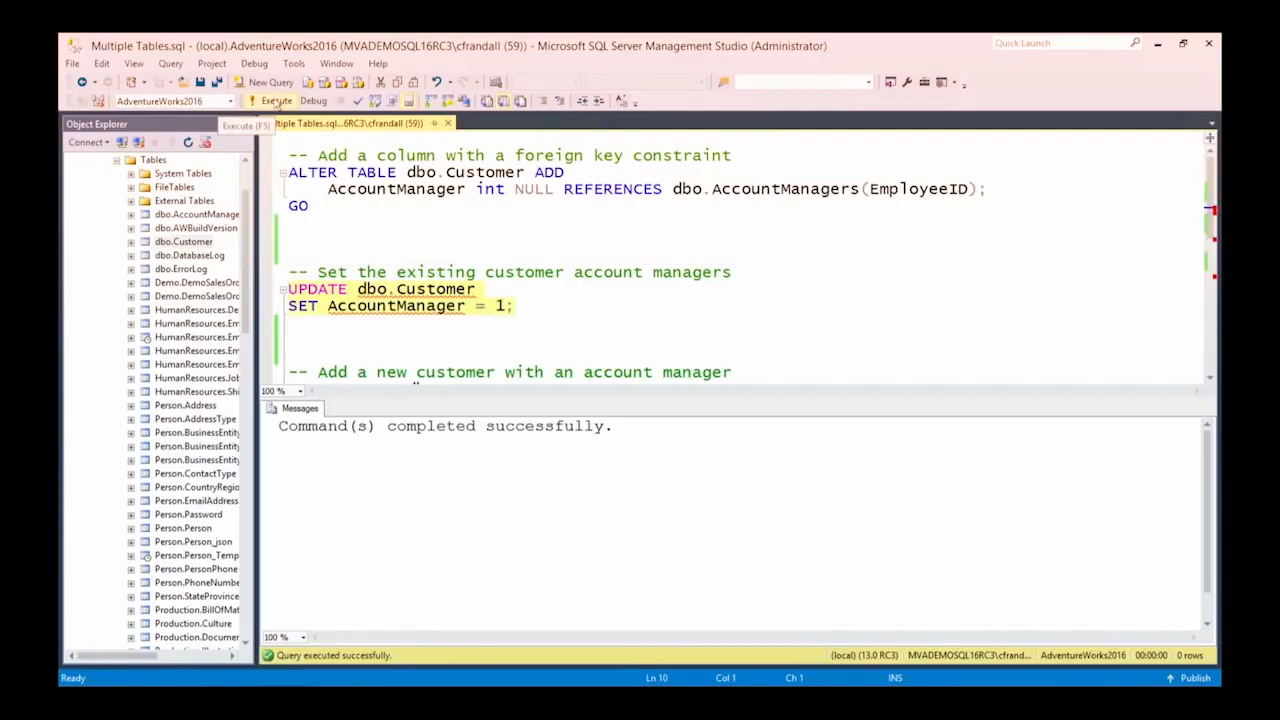 Multiple Tables.sql - (local).AdventureWorks2016 (MVADEMOSQL16RC3\cfrandall (59)) - Microsoft SQL Server Management Studio (Administrator)
Quick Launch
File Edit View Query Project Debug Tools Window Help
New Query
AdventureWorks2016 Execute Debug
Execute (F5)
Object Explorer
ltiple Tables.sql...6RC3\cfrandall (59))
Connect
Tables
System Tables
FileTables
External Tables
dbo.AccountManage
dbo.AWBuildVersion
dbo.Customer
dbo.DatabaseLog
dbo.ErrorLog
Demo.DemoSalesOrc
Demo.DemoSalesOrc
HumanResources.De
HumanResources.Em
HumanResources.Em
HumanResources.Em
HumanResources.Em
HumanResources.Job
HumanResources.Shi
Person.Address
Person.AddressType
Person.BusinessEntity
Person.BusinessEntity
Person.BusinessEntity
Person.ContactType
Person.CountryRegio
Person.EmailAddress
Person.Password
Person.Person
Person.Person_json
Person.Person_Temp
Person.PersonPhone
Person.PhoneNumbe
Person.StateProvince
Production.BillOfMat
Production.Culture
Production.Documen
-- Add a column with a foreign key constraint
ALTER TABLE dbo.Customer ADD
AccountManager int NULL REFERENCES dbo.AccountManagers(EmployeeID);
GO
-- Set the existing customer account managers
UPDATE dbo.Customer
SET AccountManager = 1;
-- Add a new customer with an account manager
100 %
Messages
Command(s) completed successfully.
100 %
Query executed successfully. (local) (13.0 RC3) MVADEMOSQL16RC3\cfrand... AdventureWorks2016 00:00:00 0 rows
Ready Ln 10 Col 1 Ch 1 INS Publish